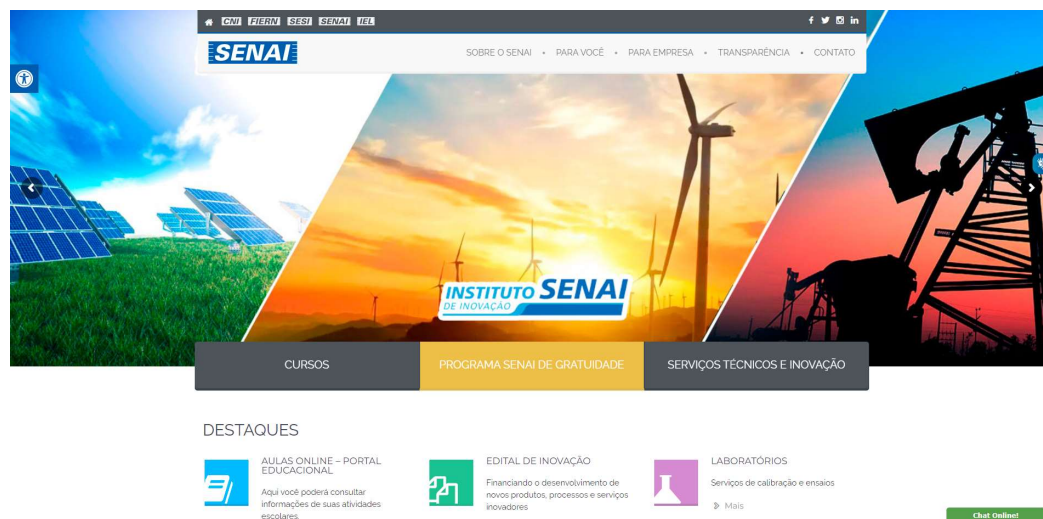 CNI FIERN SESI SENAI IEL
SENAI
SOBRE O SENAI • PARA VOCÊ • PARA EMPRESA • TRANSPARÊNCIA • CONTATO
INSTITUTO SENAI
DE INOVAÇÃO
CURSOS
PROGRAMA SENAI DE GRATUIDADE
SERVIÇOS TÉCNICOS E INOVAÇÃO
DESTAQUES
AULAS ONLINE – PORTAL
EDUCACIONAL
Aqui você poderá consultar
informações de suas atividades
escolares.
EDITAL DE INOVAÇÃO
Financiando o desenvolvimento de
novos produtos, processos e serviços
inovadores
LABORATÓRIOS
Serviços de calibração e ensaios
Mais
Chat Online!